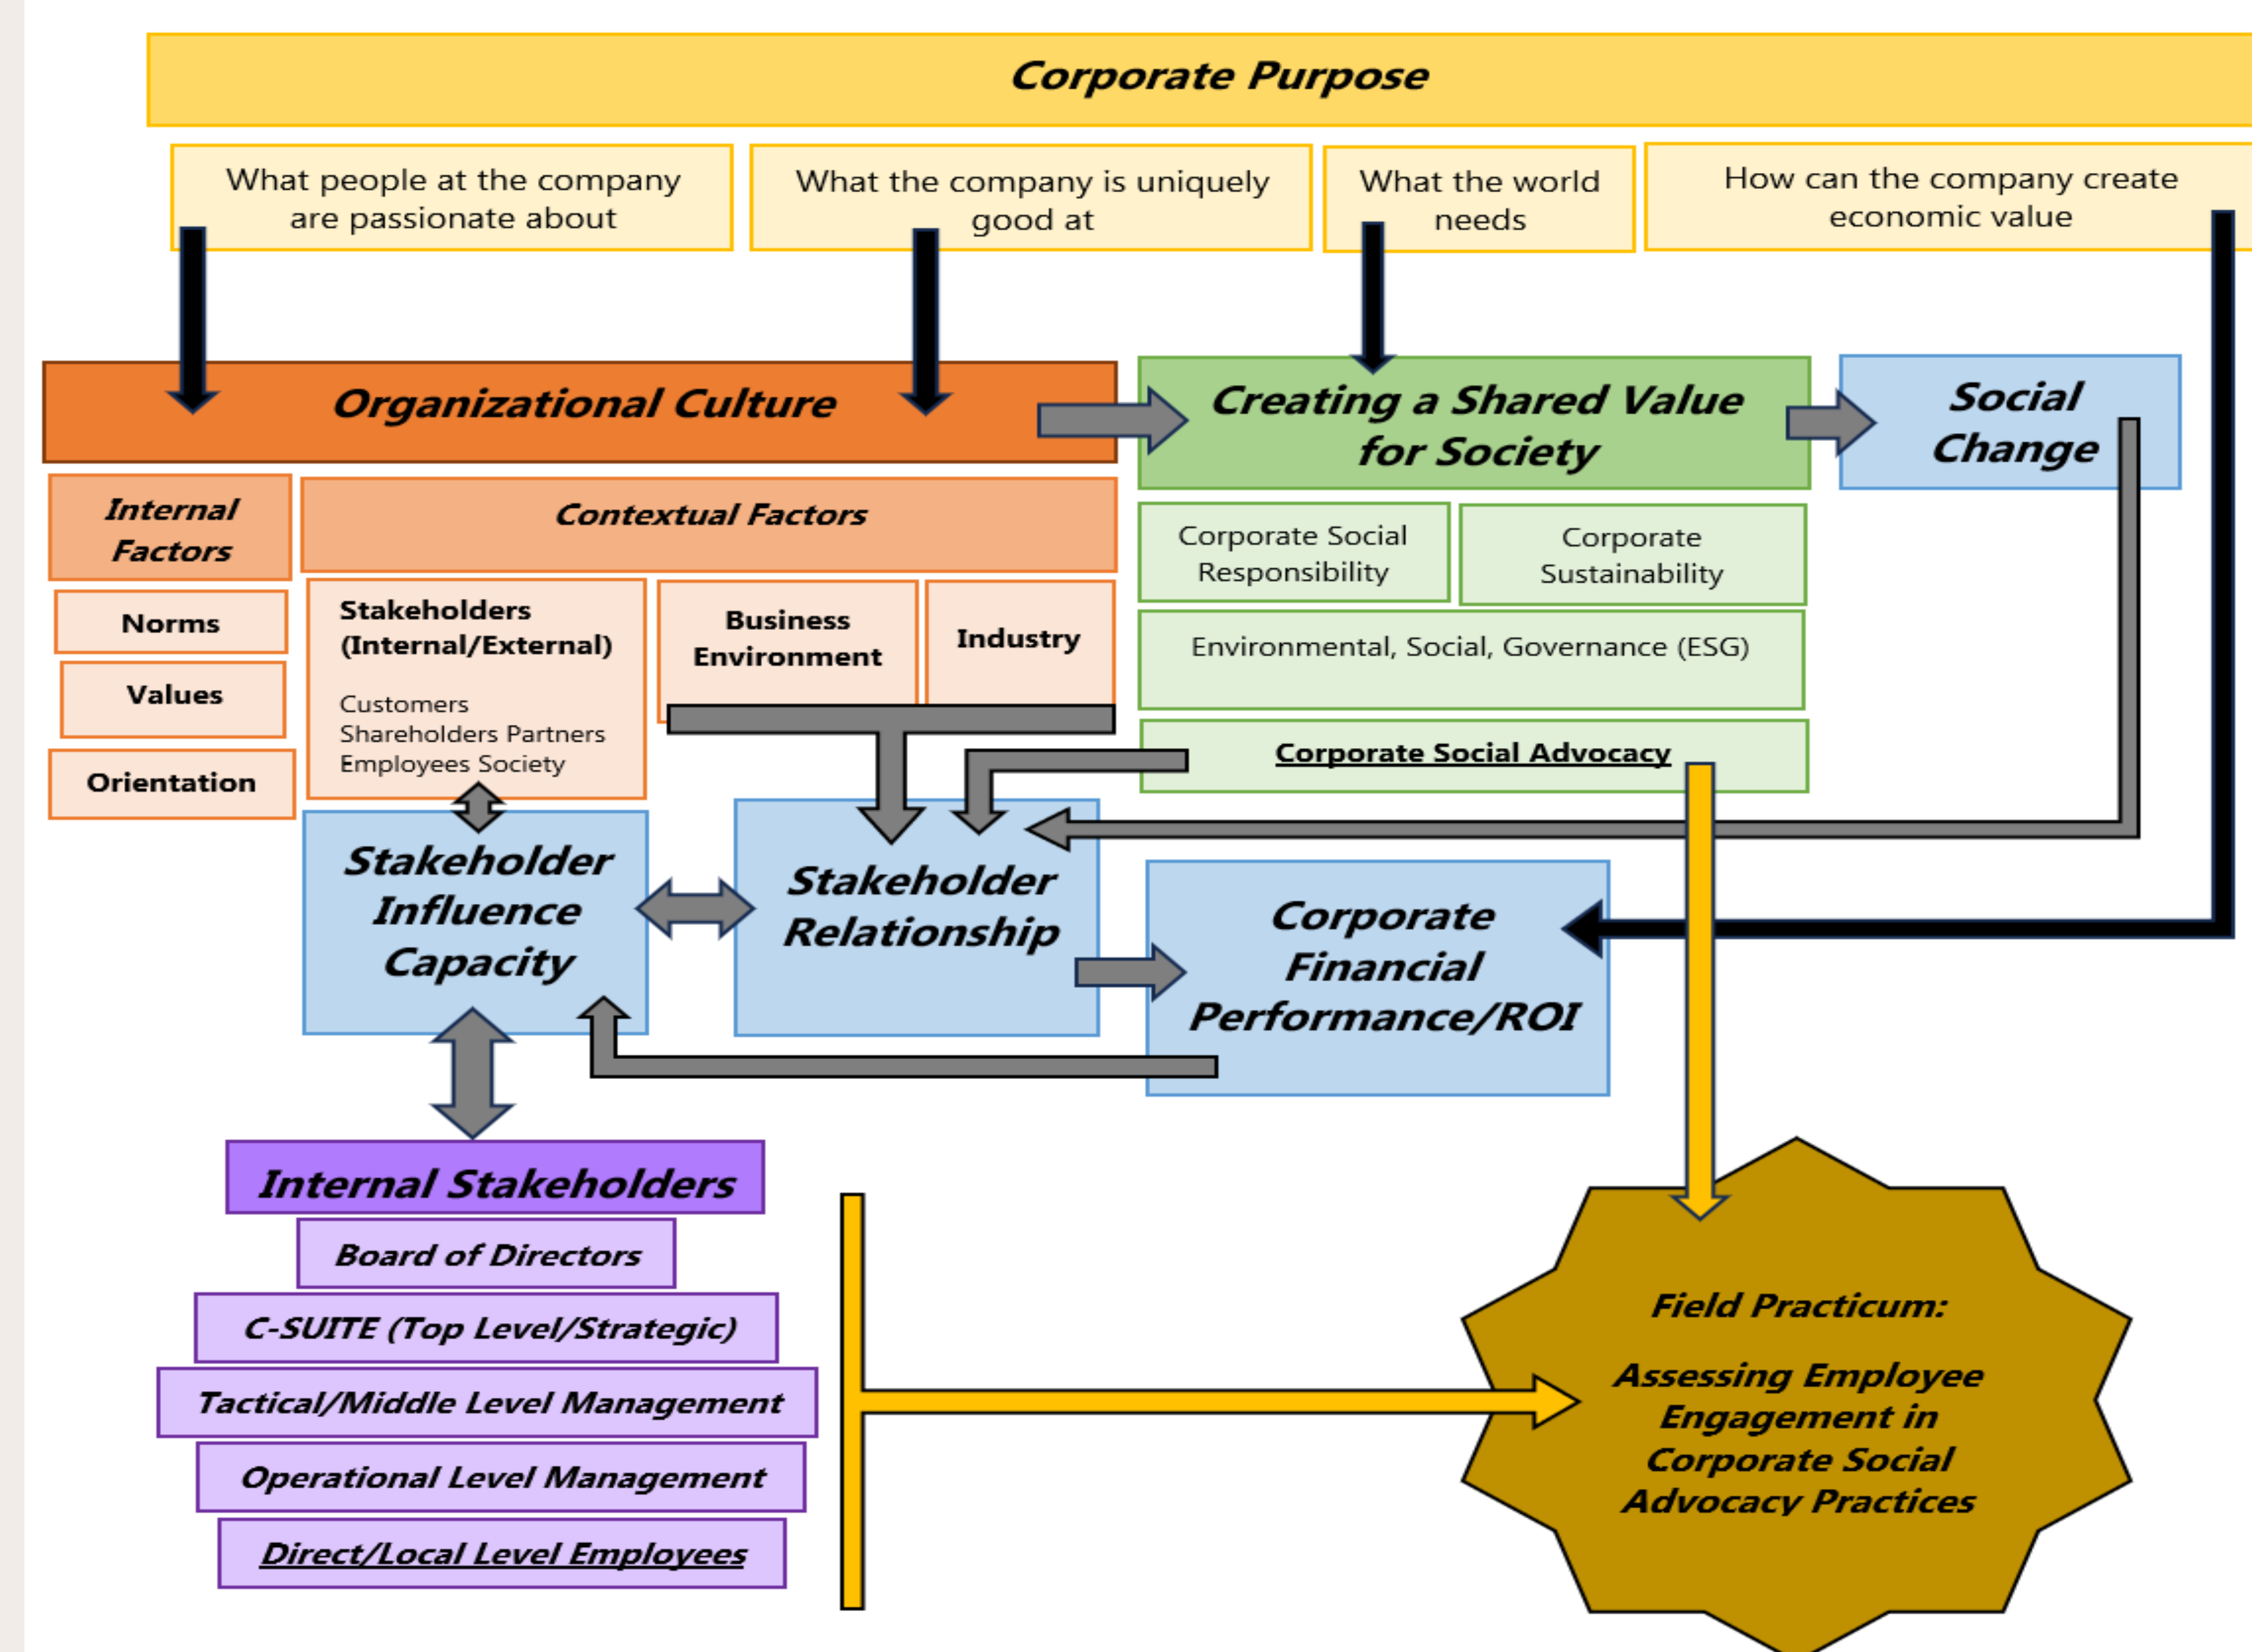 Corporate Purpose
What people at the company
are passionate about
What the company is uniquely
good at
What the world
needs
How can the company create
economic value
Organizational Culture
Creating a Shared Value
for Society
Social
Change
Internal
Factors
Contextual Factors
Norms
Values
Orientation
Stakeholders
(Internal/External)
Customers
Shareholders Partners
Employees Society
Business
Environment
Industry
Corporate Social
Responsibility
Corporate
Sustainability
Environmental, Social, Governance (ESG)
Corporate Social Advocacy
Stakeholder
Influence
Capacity
Stakeholder
Relationship
Corporate
Financial
Performance/ROI
Internal Stakeholders
Board of Directors
C-SUITE (Top Level/Strategic)
Tactical/Middle Level Management
Operational Level Management
Direct/Local Level Employees
Field Practicum:
Assessing Employee
Engagement in
Corporate Social
Advocacy Practices